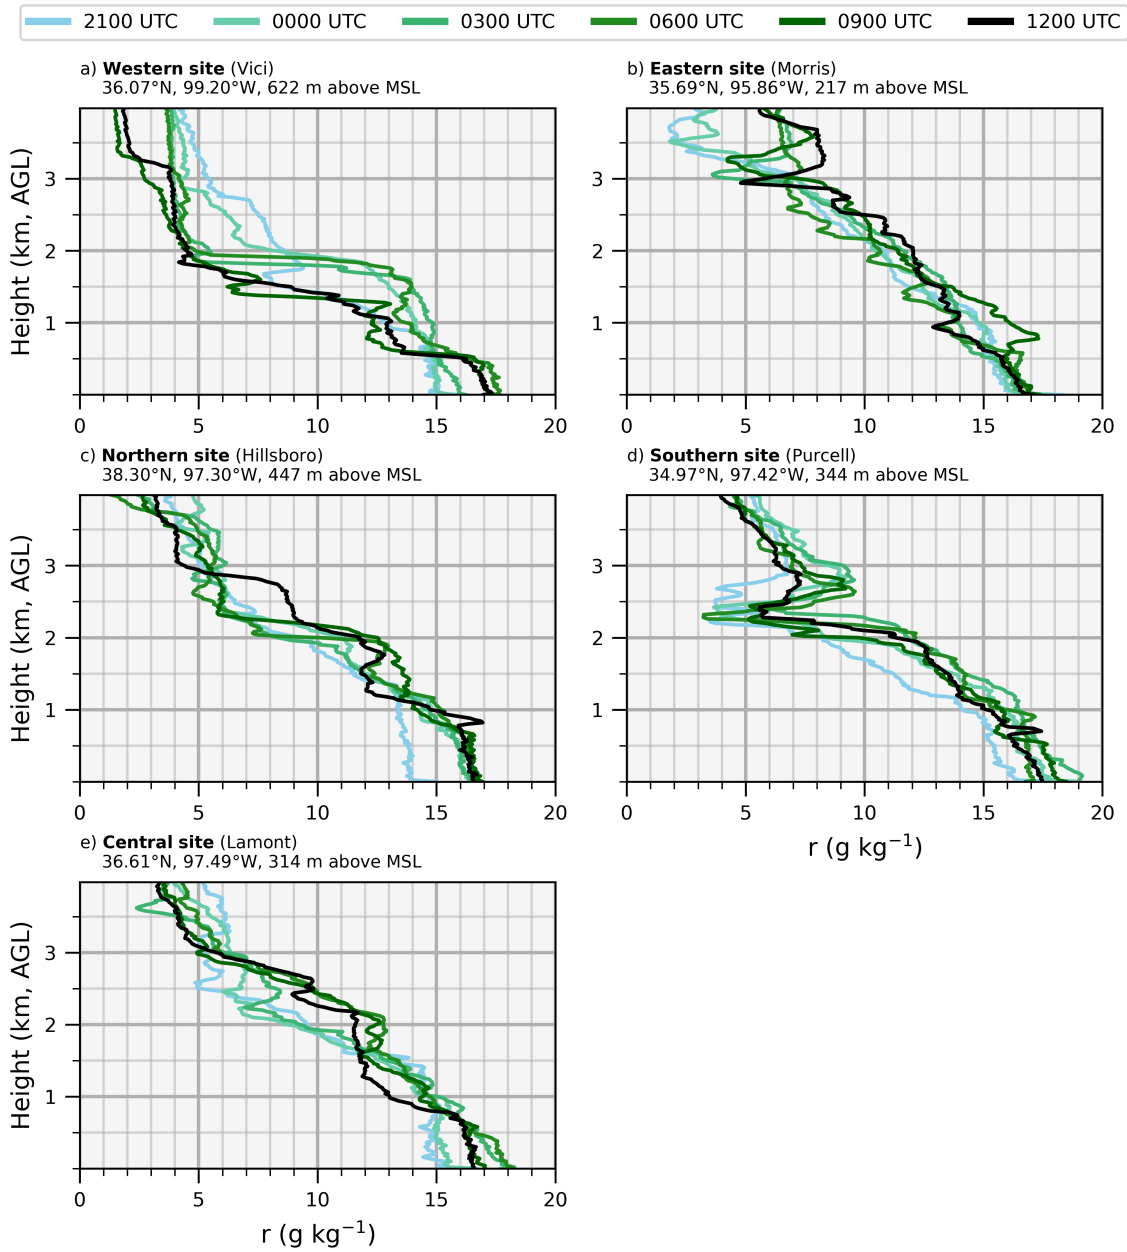 2100 UTC 0000 UTC 0300 UTC 0600 UTC 0900 UTC 1200 UTC
a) Western site (Vici)
36.07°N, 99.20°W, 622 m above MSL
Height (km, AGL)
3
2
1
0 5 10 15 20
b) Eastern site (Morris)
35.69°N, 95.86°W, 217 m above MSL
3
2
1
0 5 10 15 20
c) Northern site (Hillsboro)
38.30°N, 97.30°W, 447 m above MSL
Height (km, AGL)
3
2
1
0 5 10 15 20
d) Southern site (Purcell)
34.97°N, 97.42°W, 344 m above MSL
3
2
1
0 5 10 15 20
r (g kg⁻¹)
e) Central site (Lamont)
36.61°N, 97.49°W, 314 m above MSL
Height (km, AGL)
3
2
1
0 5 10 15 20
r (g kg⁻¹)